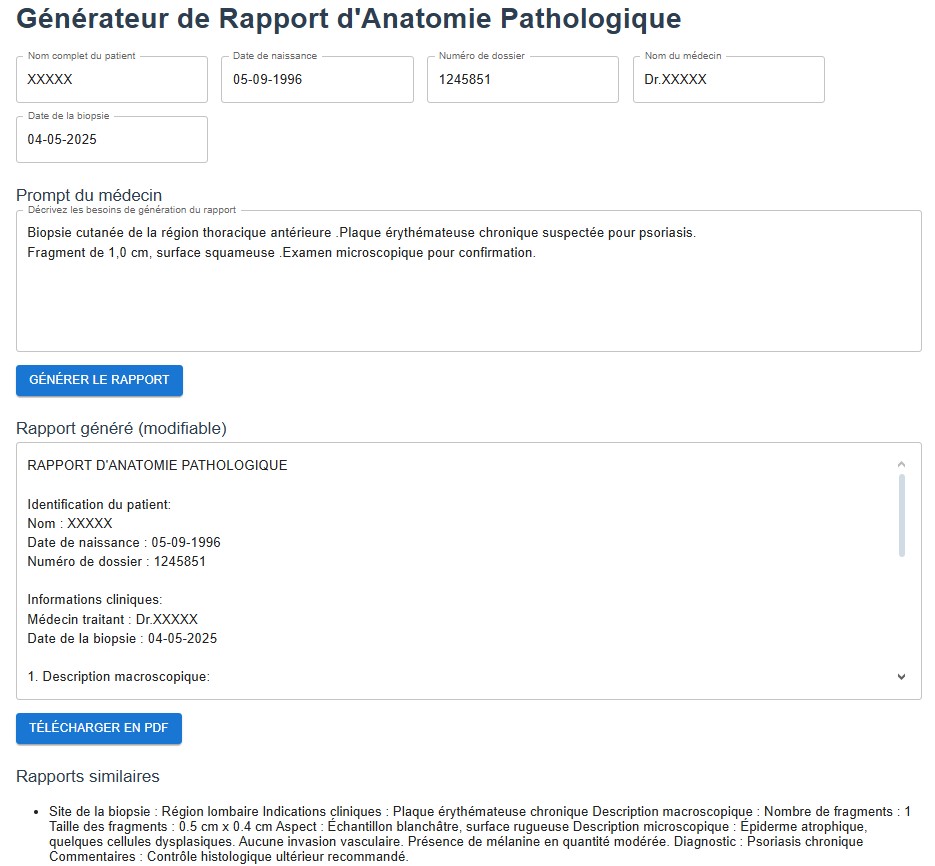 Générateur de Rapport d'Anatomie Pathologique
Nom complet du patient
XXXXX
Date de naissance
05-09-1996
Numéro de dossier
1245851
Nom du médecin
Dr.XXXXX
Date de la biopsie
04-05-2025
Prompt du médecin
Décrivez les besoins de génération du rapport
Biopsie cutanée de la région thoracique antérieure .Plaque érythémateuse chronique suspectée pour psoriasis.
Fragment de 1,0 cm, surface squameuse .Examen microscopique pour confirmation.
GÉNÉRER LE RAPPORT
Rapport généré (modifiable)
RAPPORT D'ANATOMIE PATHOLOGIQUE
Identification du patient:
Nom : XXXXX
Date de naissance : 05-09-1996
Numéro de dossier : 1245851
Informations cliniques:
Médecin traitant : Dr.XXXXX
Date de la biopsie : 04-05-2025
1. Description macroscopique:
TÉLÉCHARGER EN PDF
Rapports similaires
• Site de la biopsie : Région lombaire Indications cliniques : Plaque érythémateuse chronique Description macroscopique : Nombre de fragments : 1
Taille des fragments : 0.5 cm x 0.4 cm Aspect : Échantillon blanchâtre, surface rugueuse Description microscopique : Épiderme atrophique,
quelques cellules dysplasiques. Aucune invasion vasculaire. Présence de mélanine en quantité modérée. Diagnostic : Psoriasis chronique
Commentaires : Contrôle histologique ultérieur recommandé.